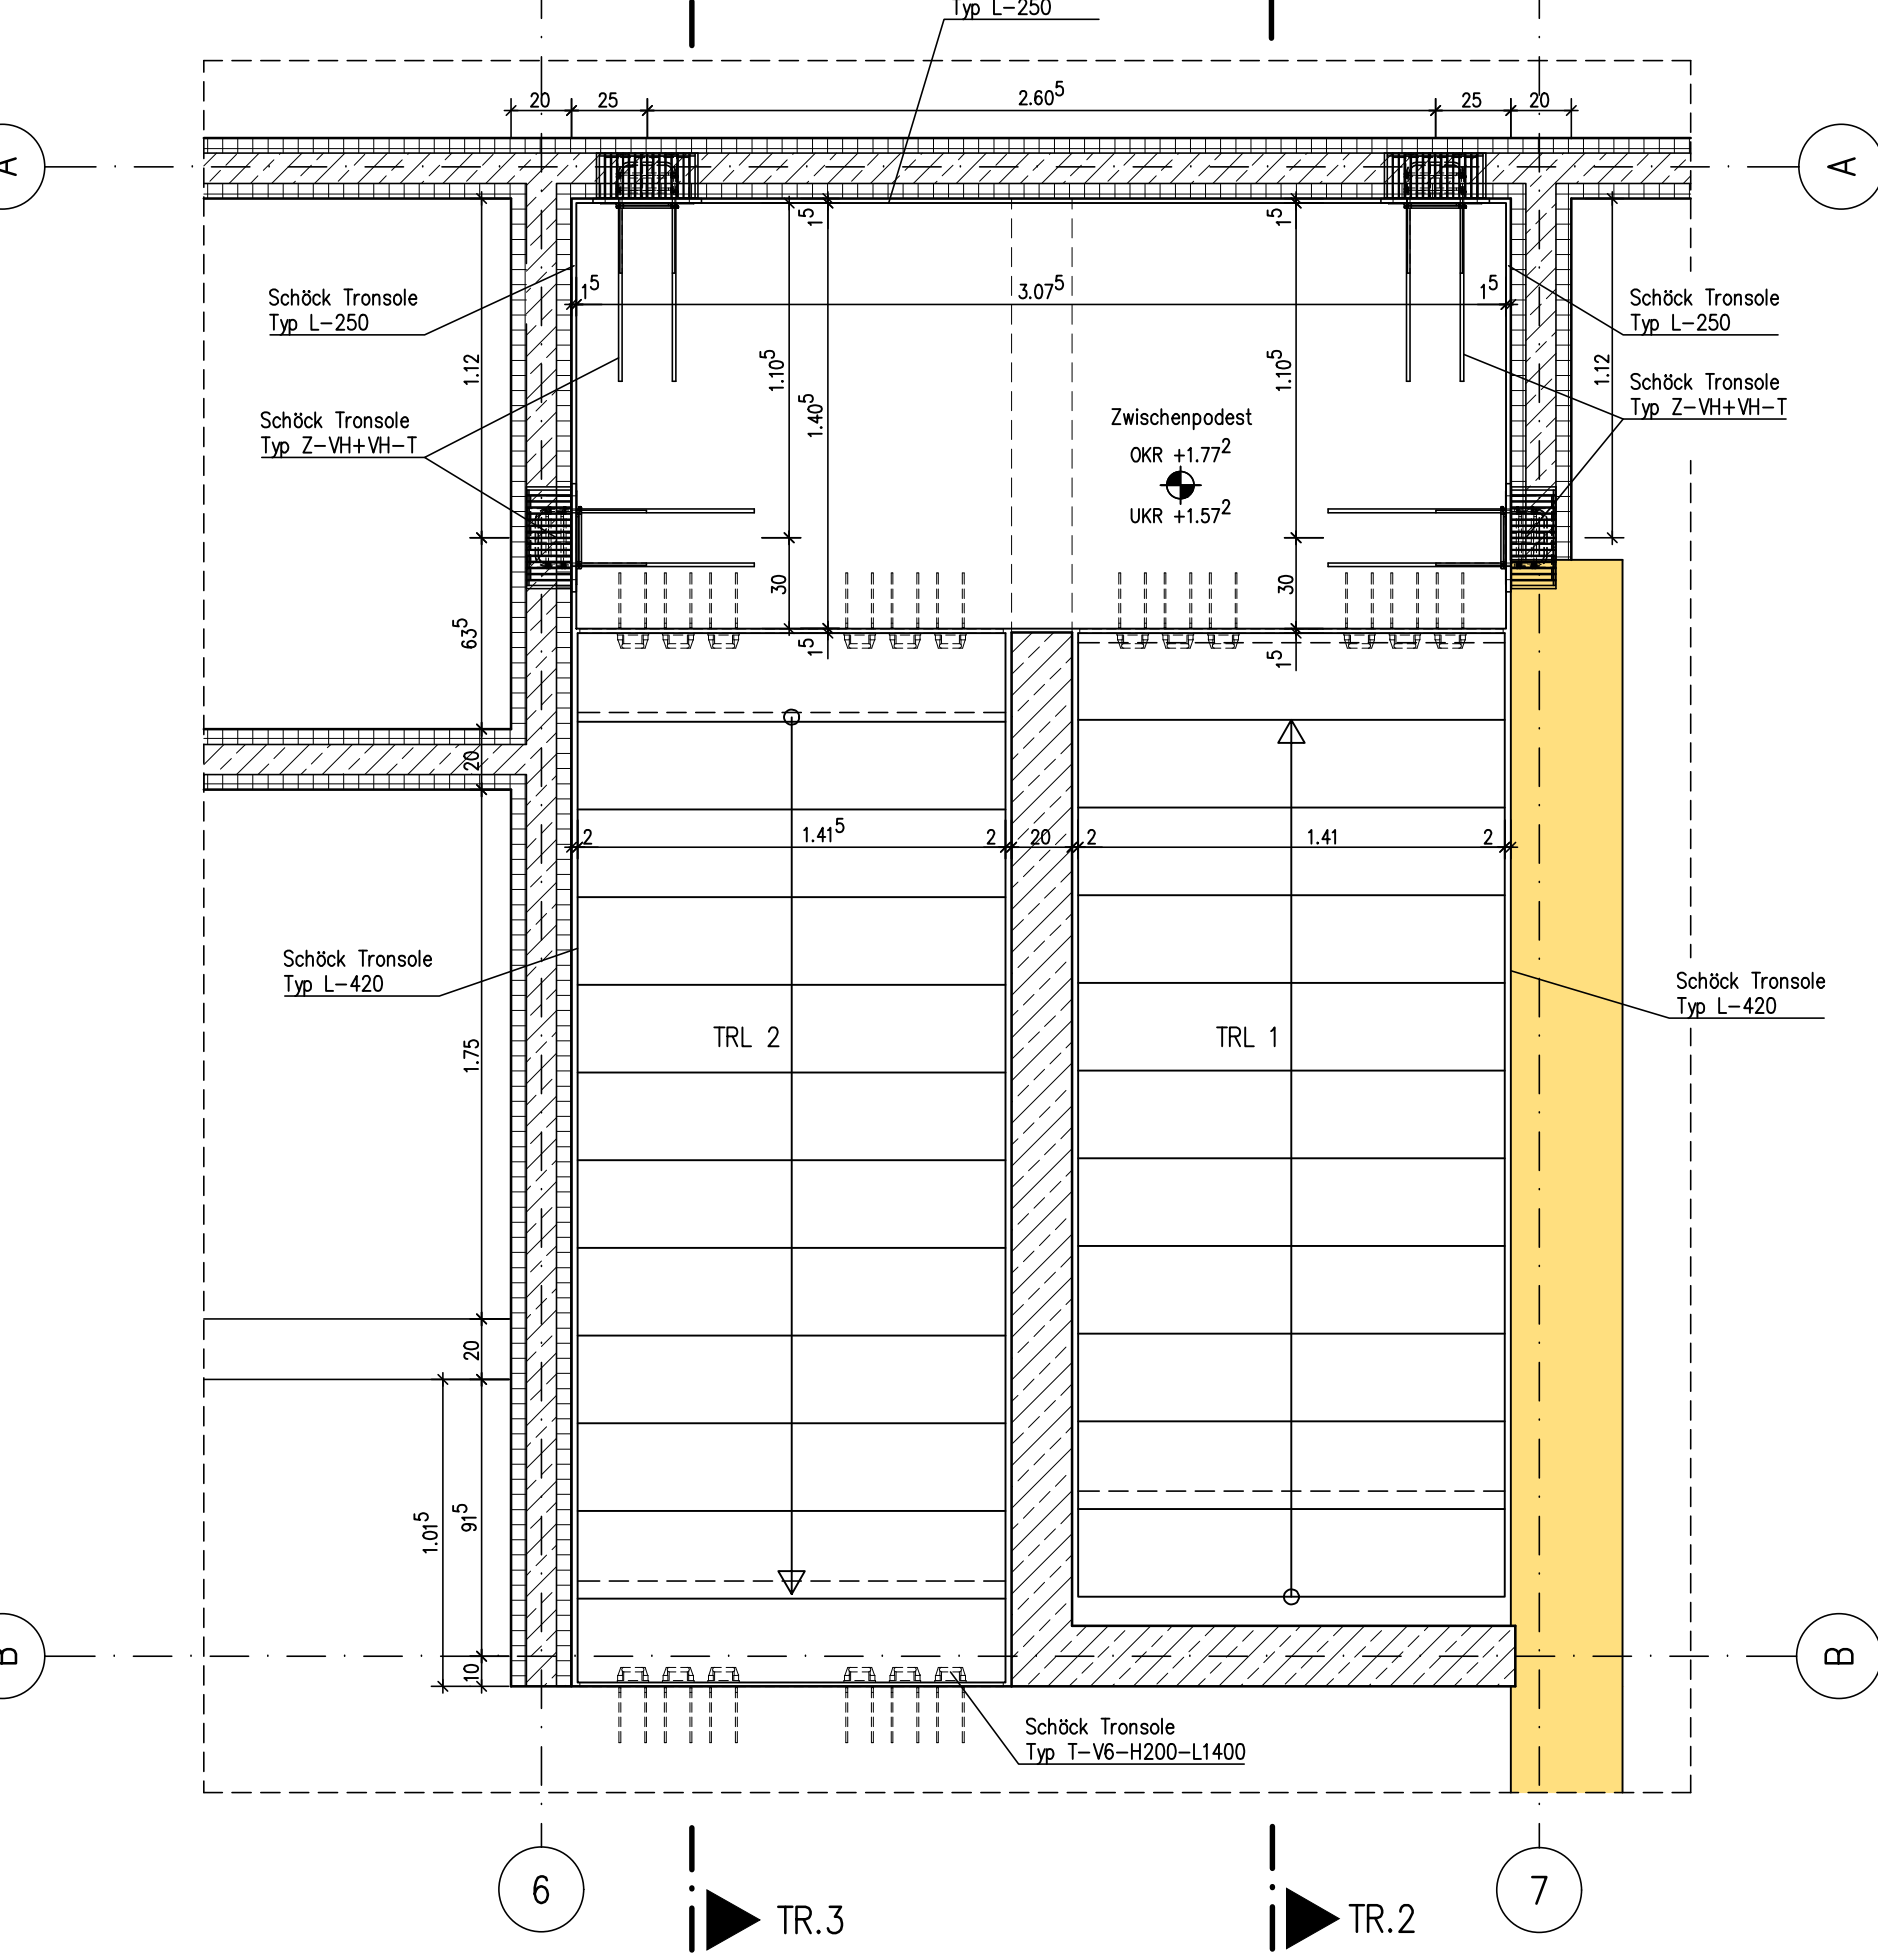 Typ L-250
20 25 2.60⁵ 25 20
A
A
1⁵ 1⁵
Schöck Tronsole
Typ L-250
1⁵ 3.07⁵ 1⁵
Schöck Tronsole
Typ L-250
1.12 1.10⁵ 1.40⁵ 1.10⁵ 1.12
Schöck Tronsole
Typ Z-VH+VH-T
Schöck Tronsole
Typ Z-VH+VH-T
Zwischenpodest
OKR +1.77²
UKR +1.57²
30 30
63⁵ 1⁵ 1⁵
20
2 1.41⁵ 2 20 2 1.41 2
Schöck Tronsole
Typ L-420
Schöck Tronsole
Typ L-420
1.75
TRL 2
TRL 1
20
1.01⁵ 91⁵
10
B
B
Schöck Tronsole
Typ T-V6-H200-L1400
6
7
TR.3
TR.2